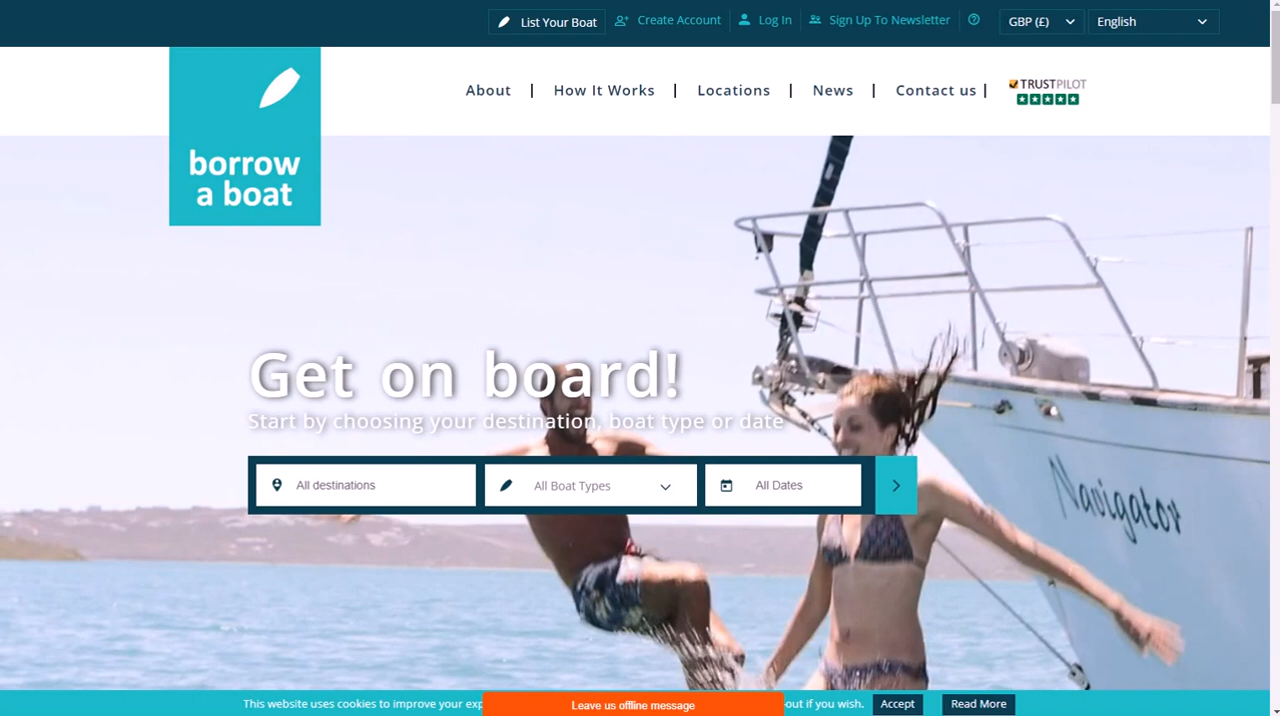 List Your Boat Create Account Log In Sign Up To Newsletter GBP (£) English
About | How It Works | Locations | News | Contact us |
TRUSTPILOT
borrow
a boat
Get on board!
Start by choosing your destination, boat type or date
All destinations All Boat Types All Dates
Navigator
This website uses cookies to improve your exp Leave us offline message -out if you wish. Accept Read More